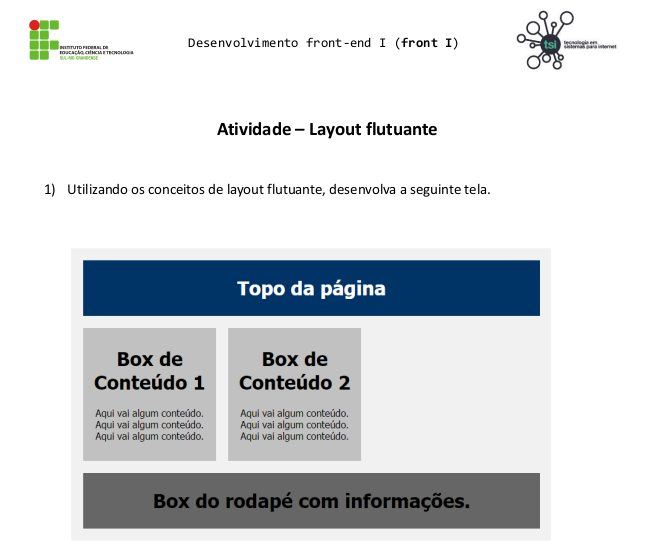 INSTITUTO FEDERAL DE
EDUCAÇÃO, CIÊNCIA E TECNOLOGIA
SUL-RIO-GRANDENSE
Desenvolvimento front-end I (front I)
tsi
tecnologia em
sistemas para internet
Atividade – Layout flutuante
1) Utilizando os conceitos de layout flutuante, desenvolva a seguinte tela.
Topo da página
Box de
Conteúdo 1
Aqui vai algum conteúdo.
Aqui vai algum conteúdo.
Aqui vai algum conteúdo.
Box de
Conteúdo 2
Aqui vai algum conteúdo.
Aqui vai algum conteúdo.
Aqui vai algum conteúdo.
Box do rodapé com informações.